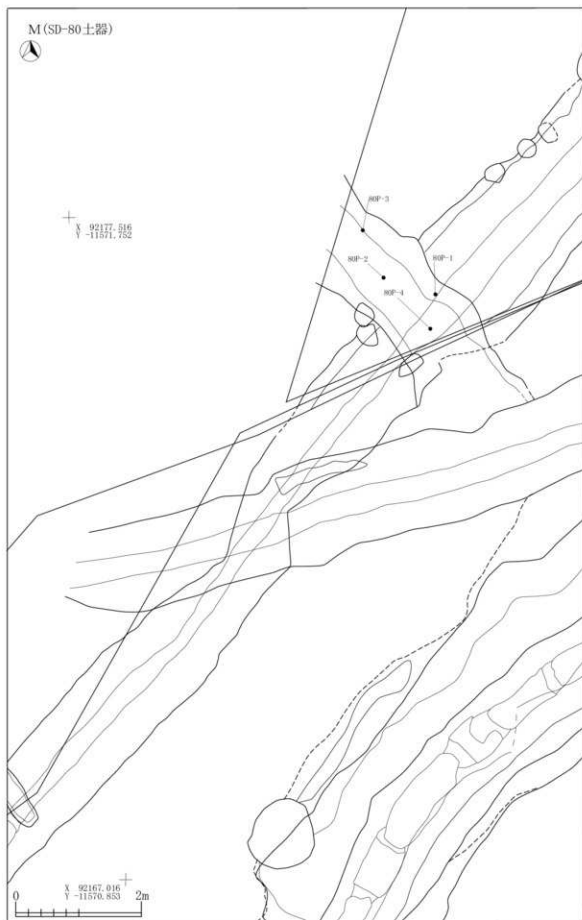 M(SD-80土器)
80P-3
X 92177.516
Y -11571.752
80P-2
80P-1
80P-4
X 92167.016
Y -11570.853
0 2m